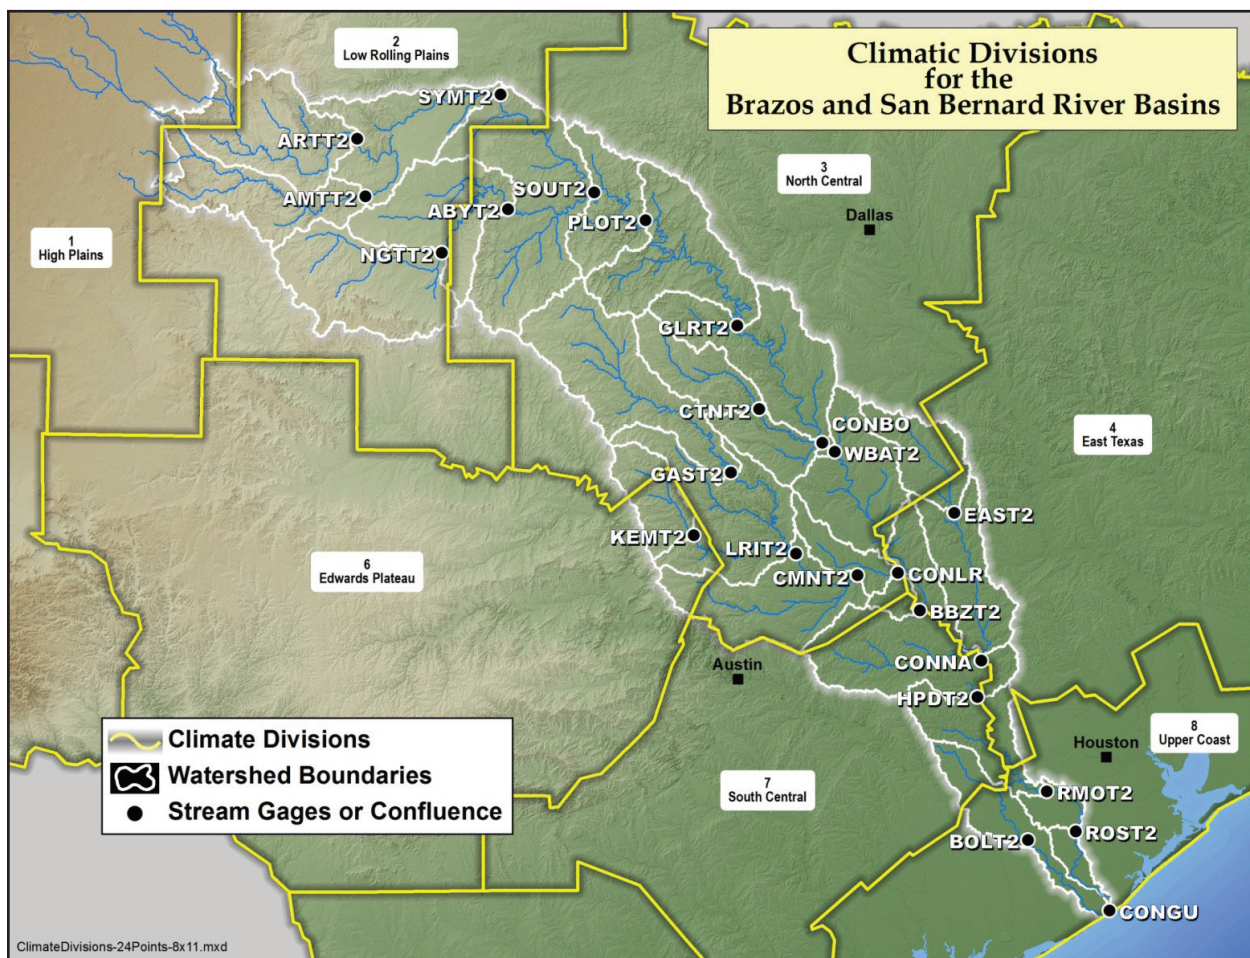 Climatic Divisions
for the
Brazos and San Bernard River Basins
2
Low Rolling Plains
SYMT2
ARTT2
3
North Central
AMTT2
ABYT2
SOUT2
PLOT2
Dallas
1
High Plains
NGTT2
GLRT2
CTNT2
CONBO
WBAT2
4
East Texas
GAST2
EAST2
KEMT2
LRIT2
6
Edwards Plateau
CMNT2
CONLR
BBZT2
Austin
CONNA
HPDT2
8
Upper Coast
Houston
Climate Divisions
Watershed Boundaries
Stream Gages or Confluence
7
South Central
RMOT2
ROST2
BOLT2
CONGU
ClimateDivisions-24Points-8x11.mxd